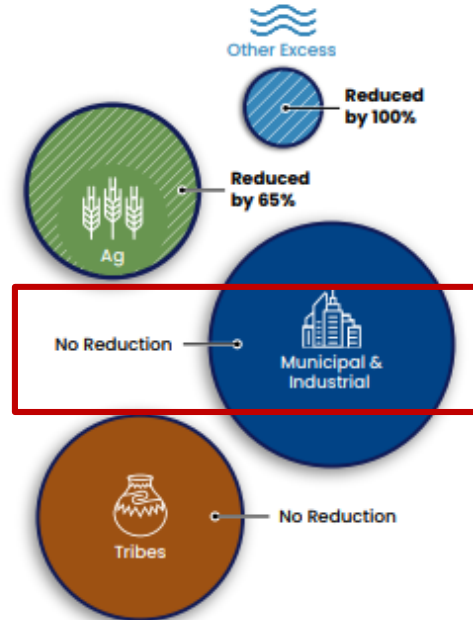 Other Excess
Reduced
by 100%
Reduced
by 65%
Ag
No Reduction
Municipal &
Industrial
No Reduction
Tribes